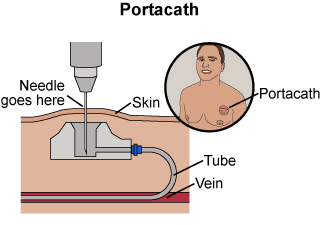 Portacath
Needle
goes here
Skin
Portacath
Tube
Vein